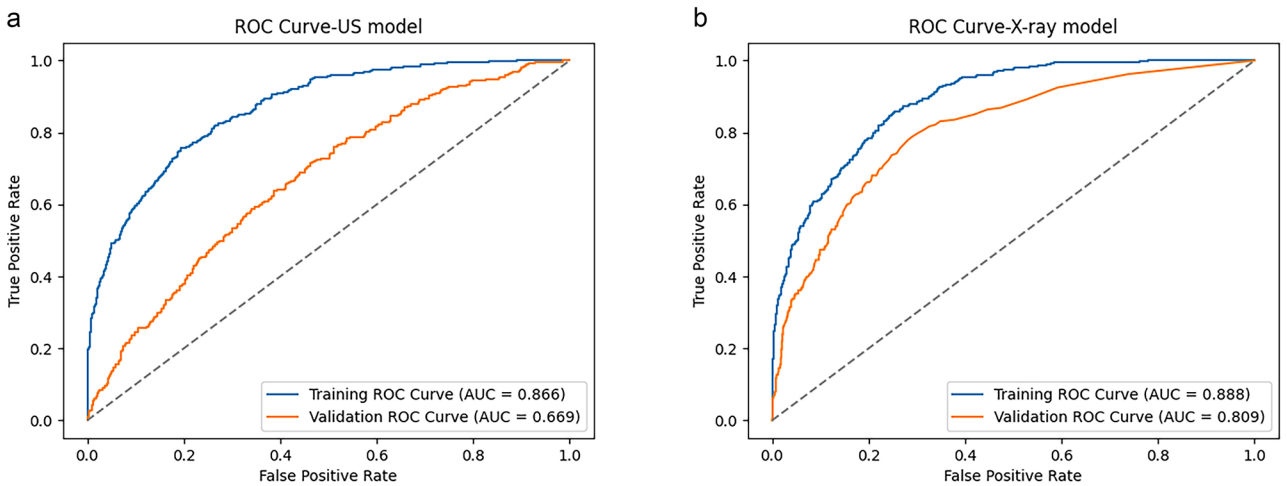 a
ROC Curve-US model
True Positive Rate
1.0
0.8
0.6
0.4
0.2
0.0
Training ROC Curve (AUC = 0.866)
Validation ROC Curve (AUC = 0.669)
0.0 0.2 0.4 0.6 0.8 1.0
False Positive Rate
b
ROC Curve-X-ray model
True Positive Rate
1.0
0.8
0.6
0.4
0.2
0.0
Training ROC Curve (AUC = 0.888)
Validation ROC Curve (AUC = 0.809)
0.0 0.2 0.4 0.6 0.8 1.0
False Positive Rate